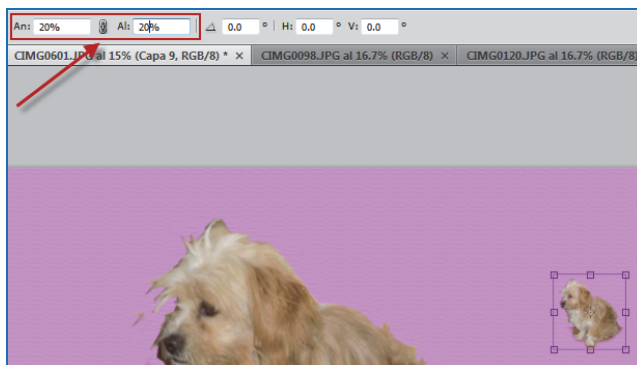 An: 20% Al: 20% 0.0 ° H: 0.0 ° V: 0.0 °
CIMG0601.JPG al 15% (Capa 9, RGB/8) * × CIMG0098.JPG al 16.7% (RGB/8) × CIMG0120.JPG al 16.7% (RGB/8)